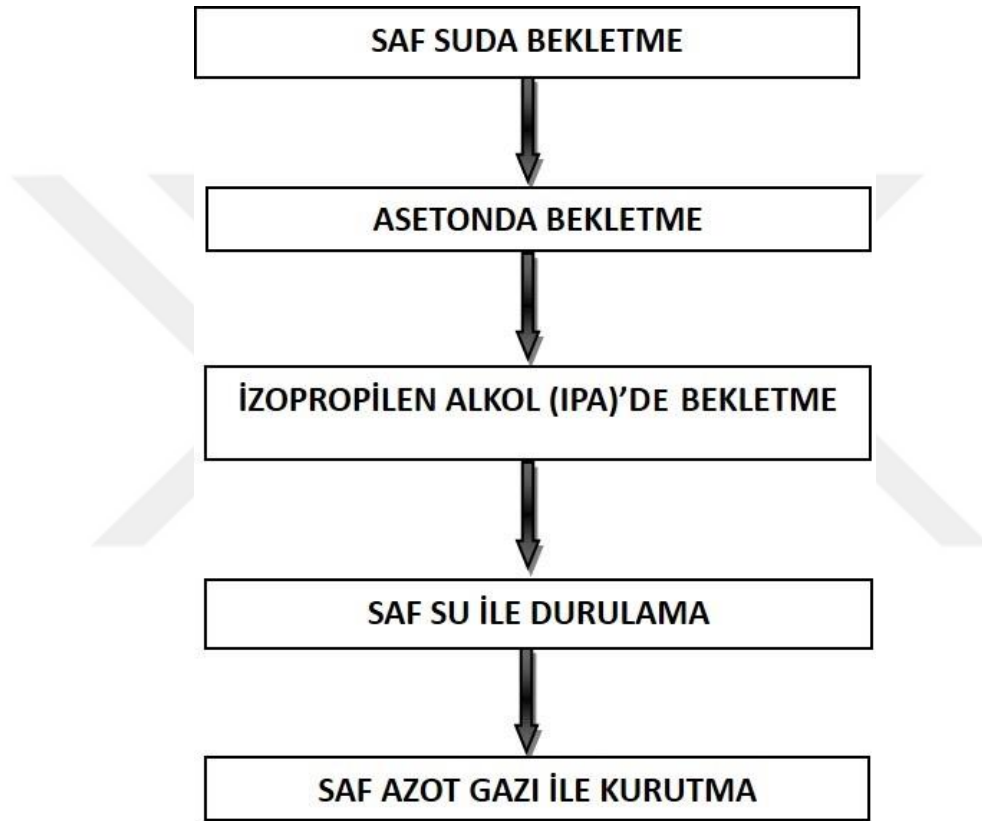 SAF SUDA BEKLETME
ASETONDA BEKLETME
İZOPROPİLEN ALKOL (IPA)’DE BEKLETME
SAF SU İLE DURULAMA
SAF AZOT GAZI İLE KURUTMA